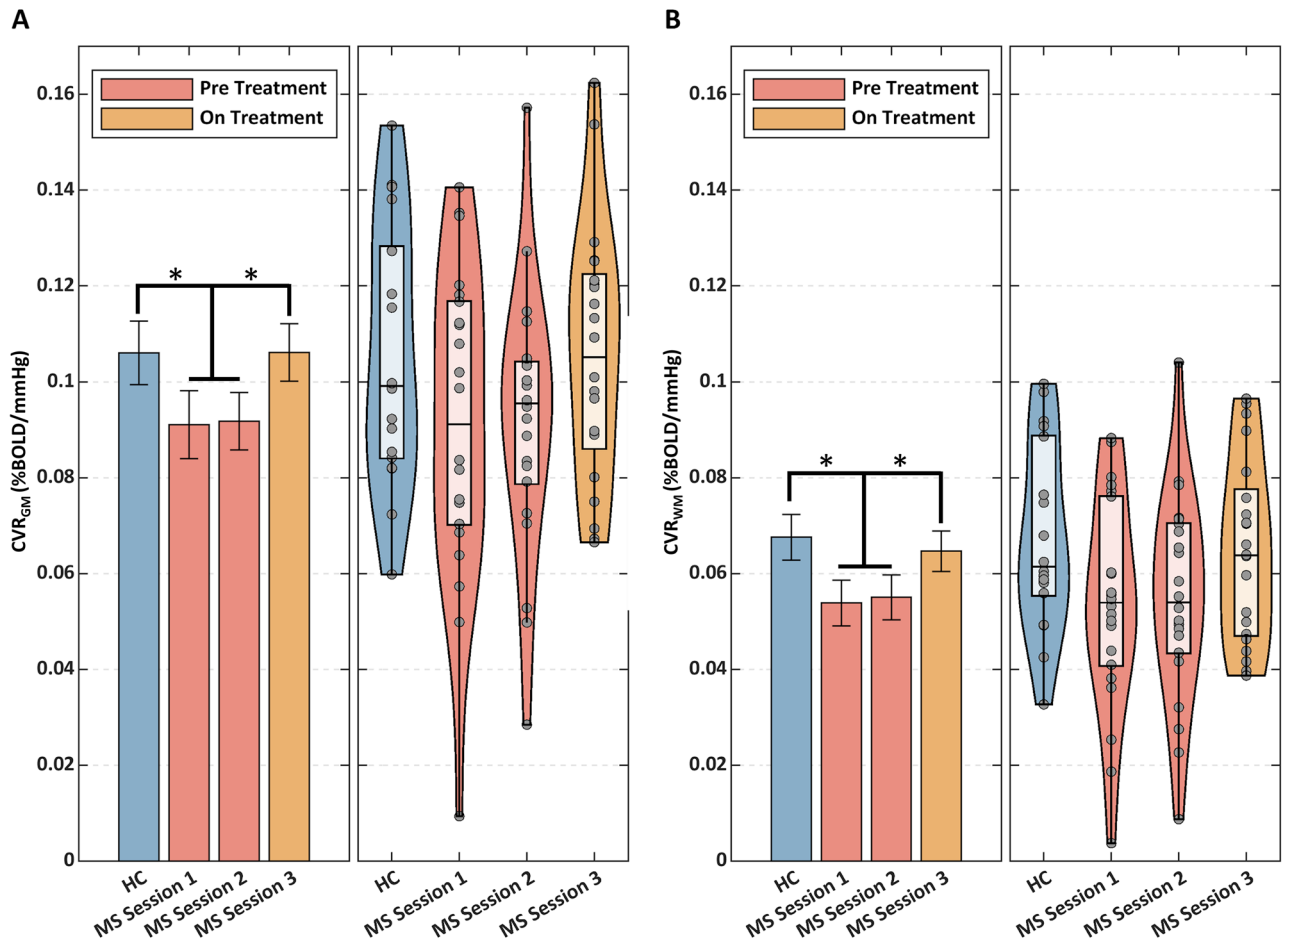 A
Pre Treatment
On Treatment
0.16
0.14
0.12
0.1
0.08
0.06
0.04
0.02
0
CVRGM (%BOLD/mmHg)
* *
HC
MS Session 1
MS Session 2
MS Session 3
HC
MS Session 1
MS Session 2
MS Session 3
B
Pre Treatment
On Treatment
0.16
0.14
0.12
0.1
0.08
0.06
0.04
0.02
0
CVRWM (%BOLD/mmHg)
* *
HC
MS Session 1
MS Session 2
MS Session 3
HC
MS Session 1
MS Session 2
MS Session 3